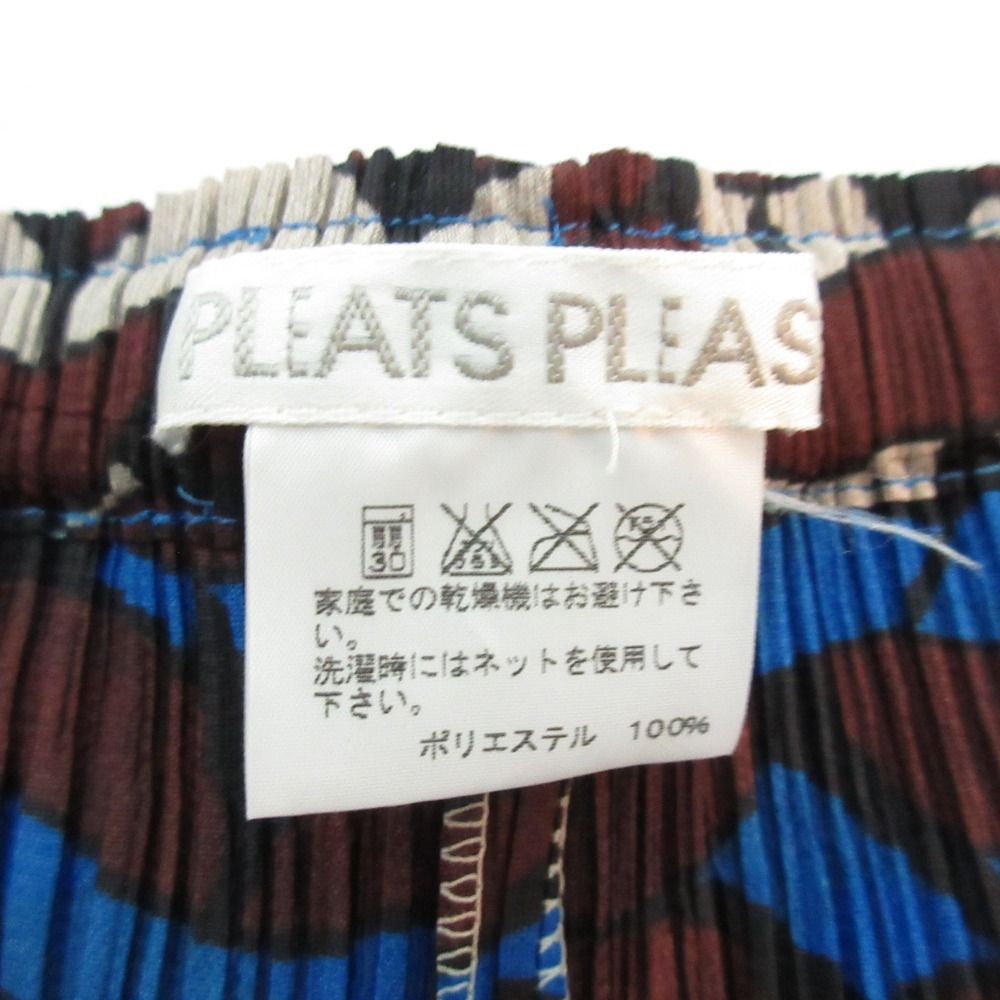 PLEATS PLEAS
弱
30
家庭での乾燥機はお避け下さ
い。
洗濯時にはネットを使用して
下さい。
ポリエステル 100%